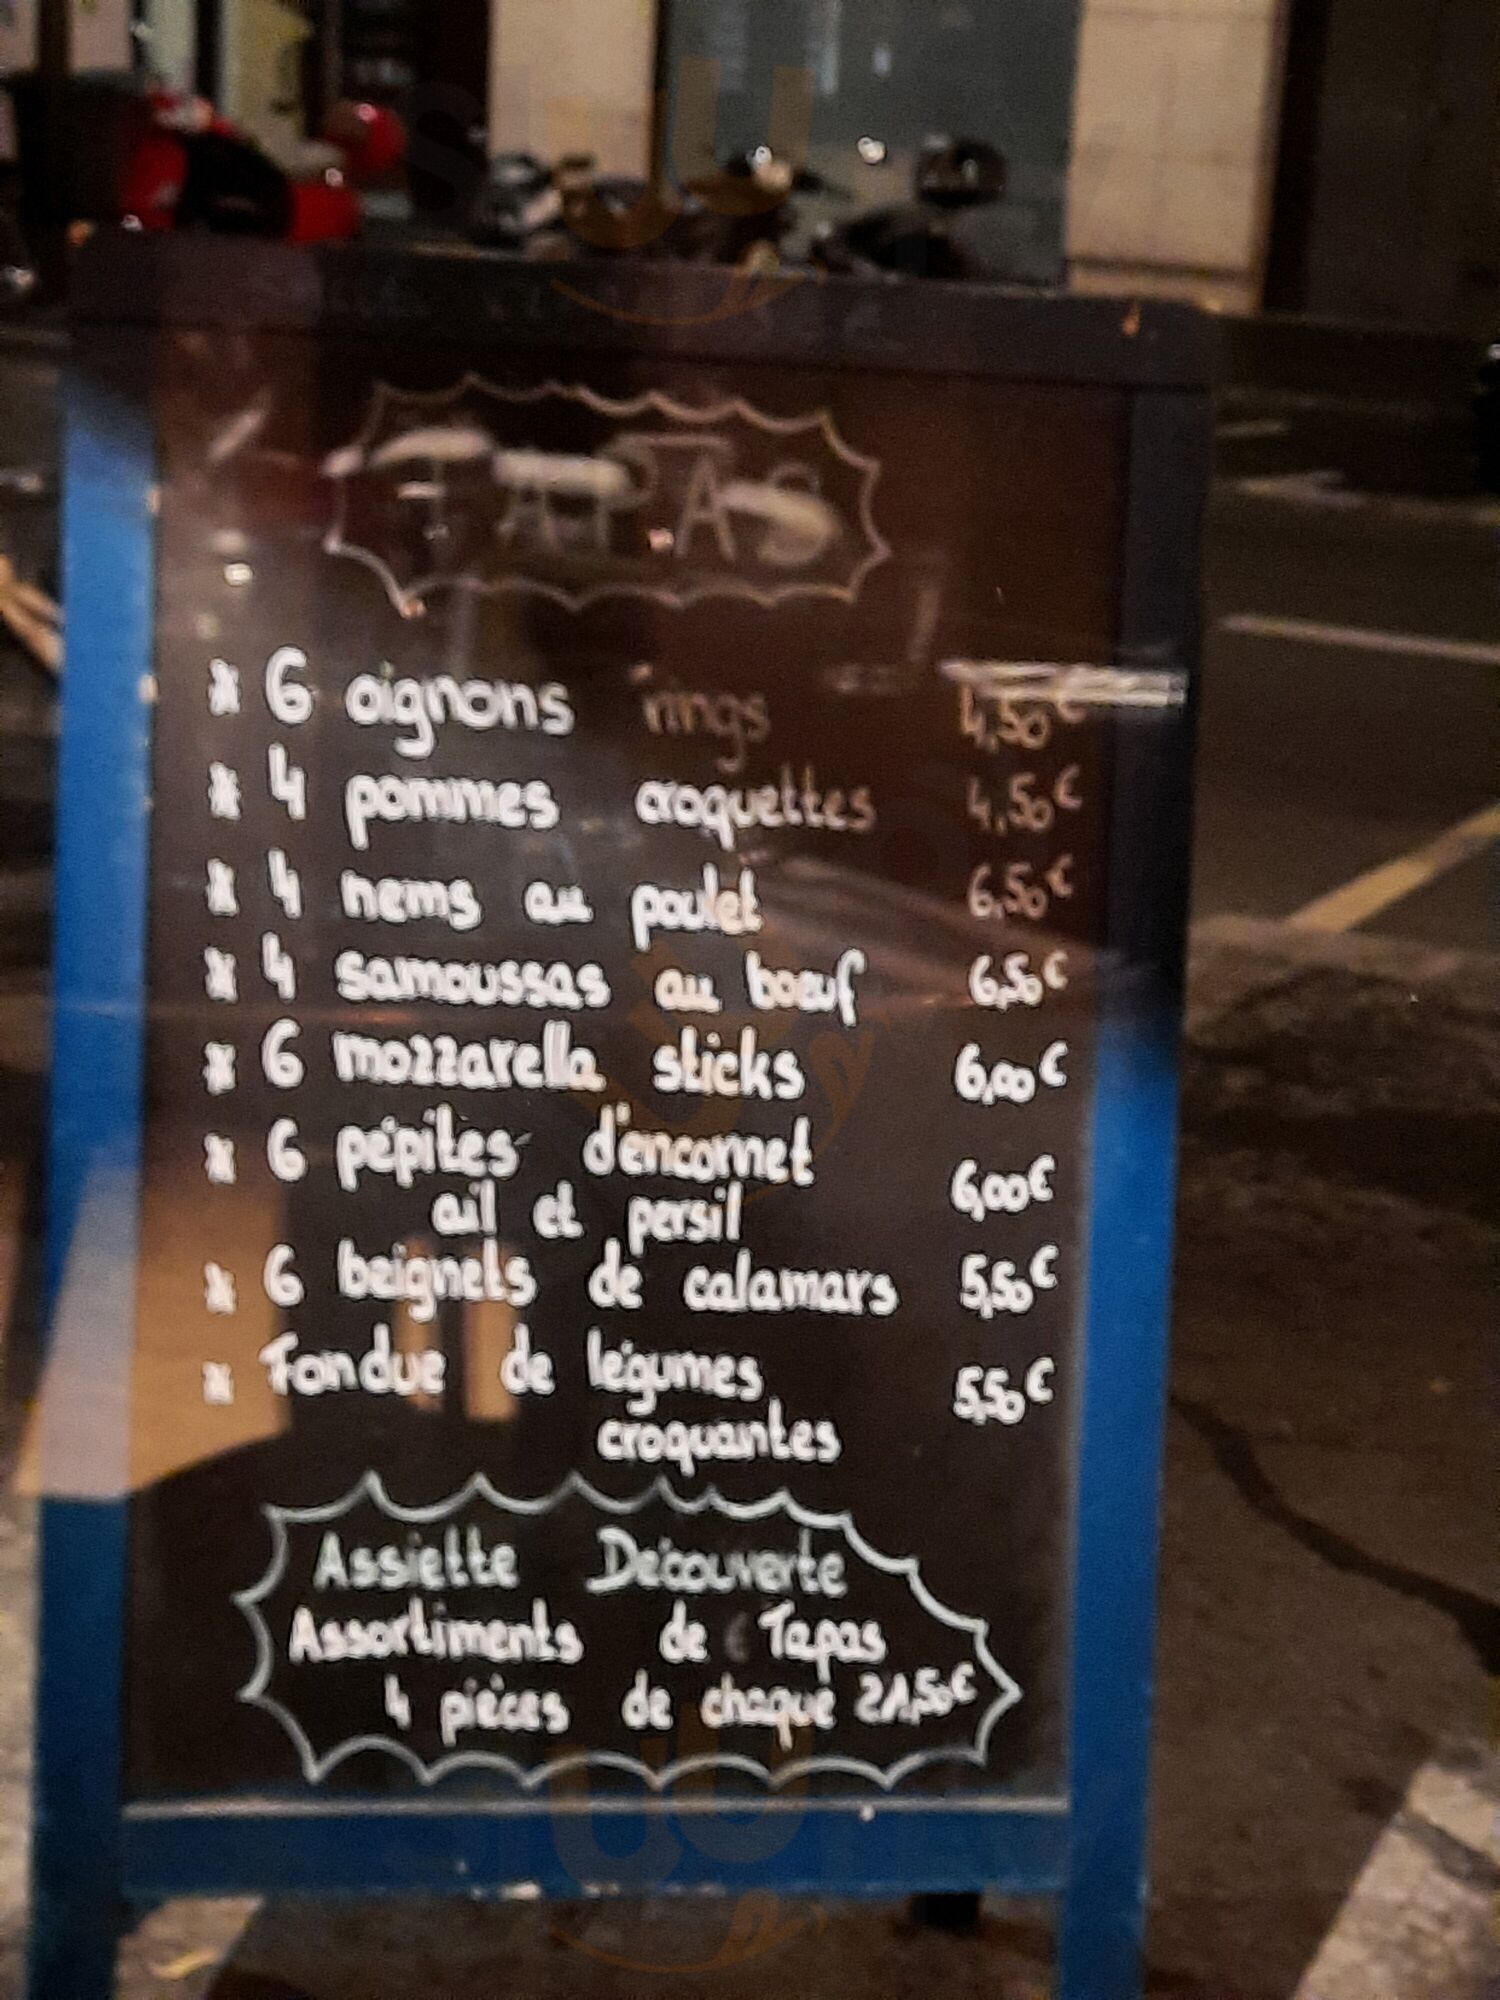 TAPAS
* 6 oignons rings 4,50€
* 4 pommes croquettes 4,50€
* 4 nems au poulet 6,50€
* 4 samoussas au boeuf 6,50€
* 6 mozzarella sticks 6,00€
* 6 pépites d'encornet
ail et persil 6,00€
* 6 beignets de calamars 5,50€
* Fondue de légumes 5,50€
croquantes
Assiette Découverte
Assortiments de Tapas
4 pièces de chaque 21,50€